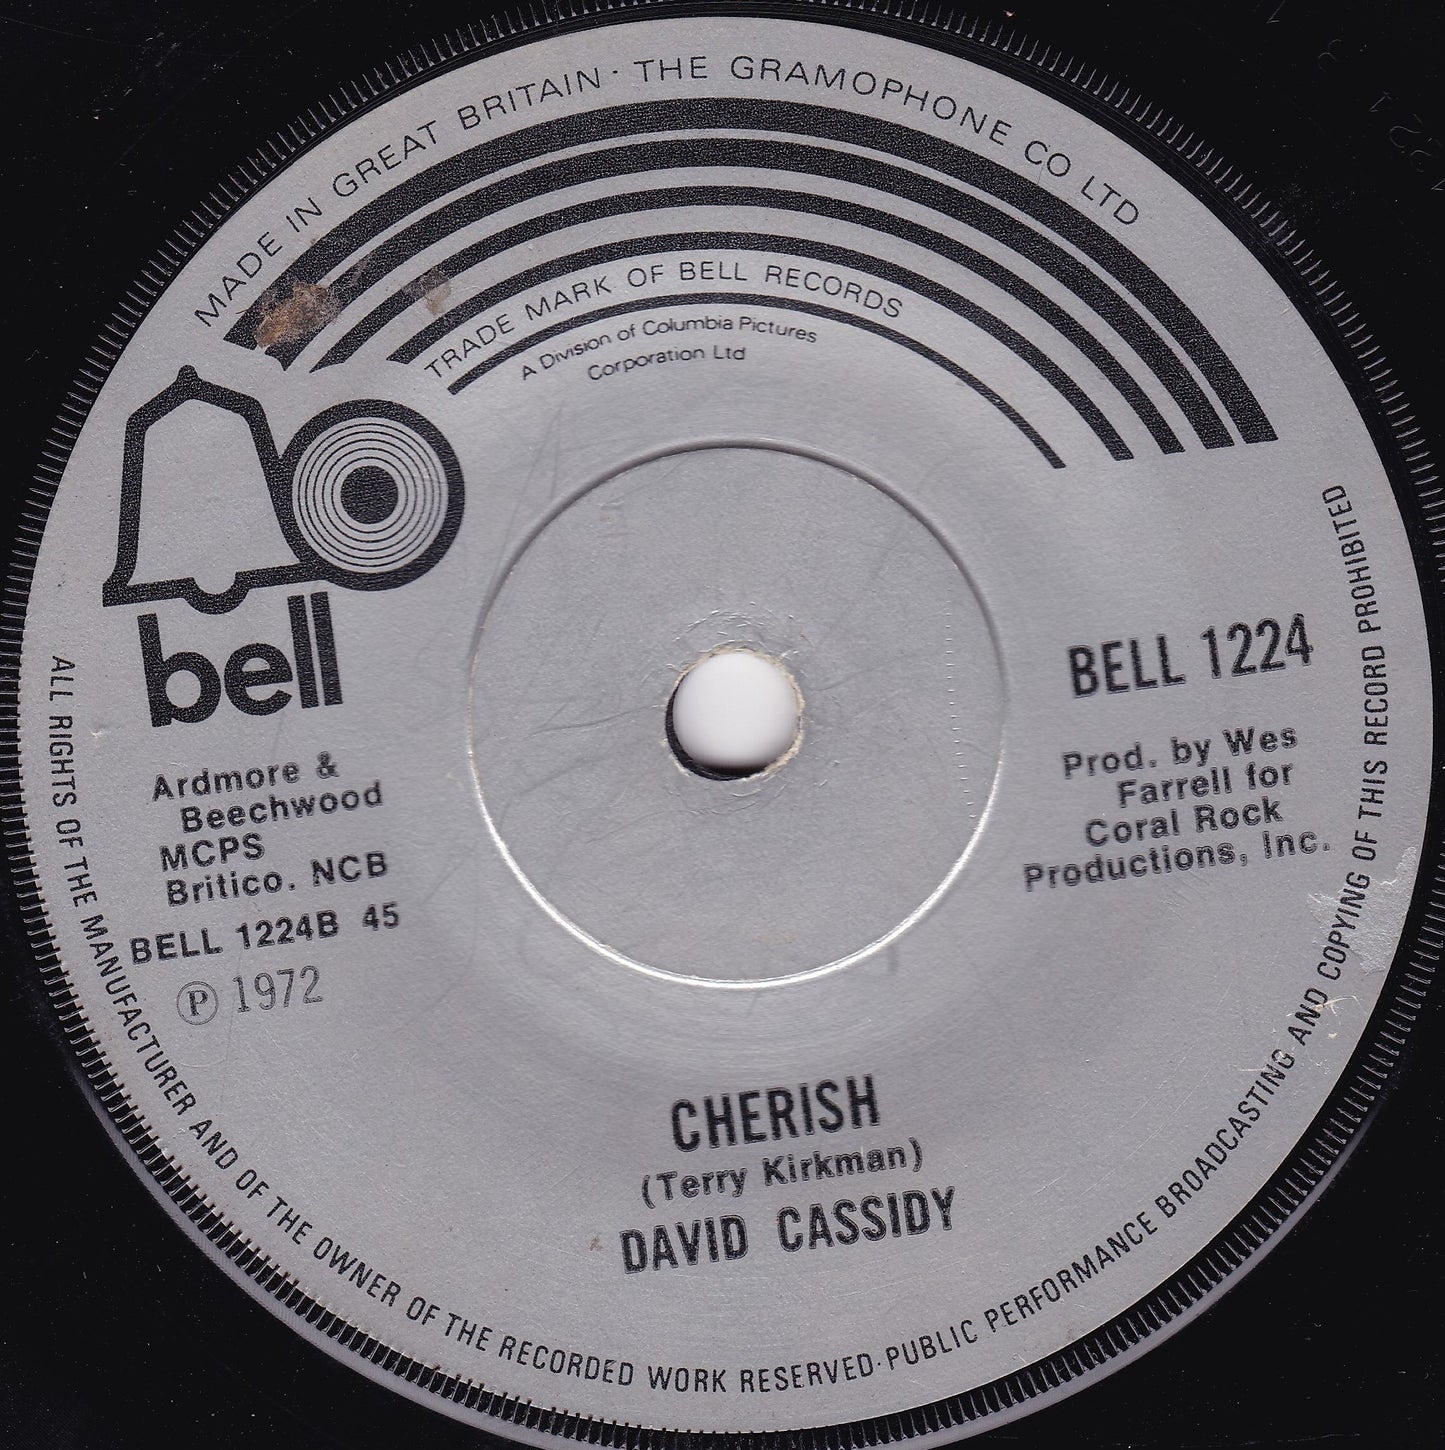 MADE IN GREAT BRITAIN · THE GRAMOPHONE CO LTD
TRADE MARK OF BELL RECORDS
A Division of Columbia Pictures
Corporation Ltd
bell
BELL 1224
Prod. by Wes
Farrell for
Coral Rock
Productions, Inc.
Ardmore &
Beechwood
MCPS
Britico. NCB
BELL 1224B 45
Ⓟ 1972
CHERISH
(Terry Kirkman)
DAVID CASSIDY
ALL RIGHTS OF THE MANUFACTURER AND OF THE OWNER OF THE RECORDED WORK RESERVED · PUBLIC PERFORMANCE BROADCASTING AND COPYING OF THIS RECORD PROHIBITED